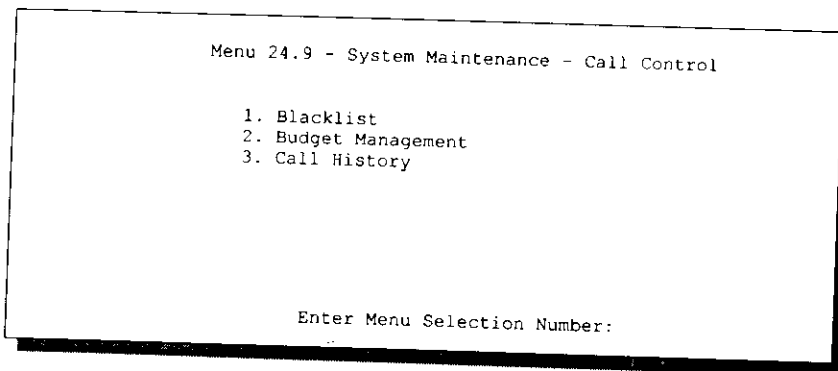 Menu 24.9 - System Maintenance - Call Control
1. Blacklist
2. Budget Management
3. Call History
Enter Menu Selection Number: